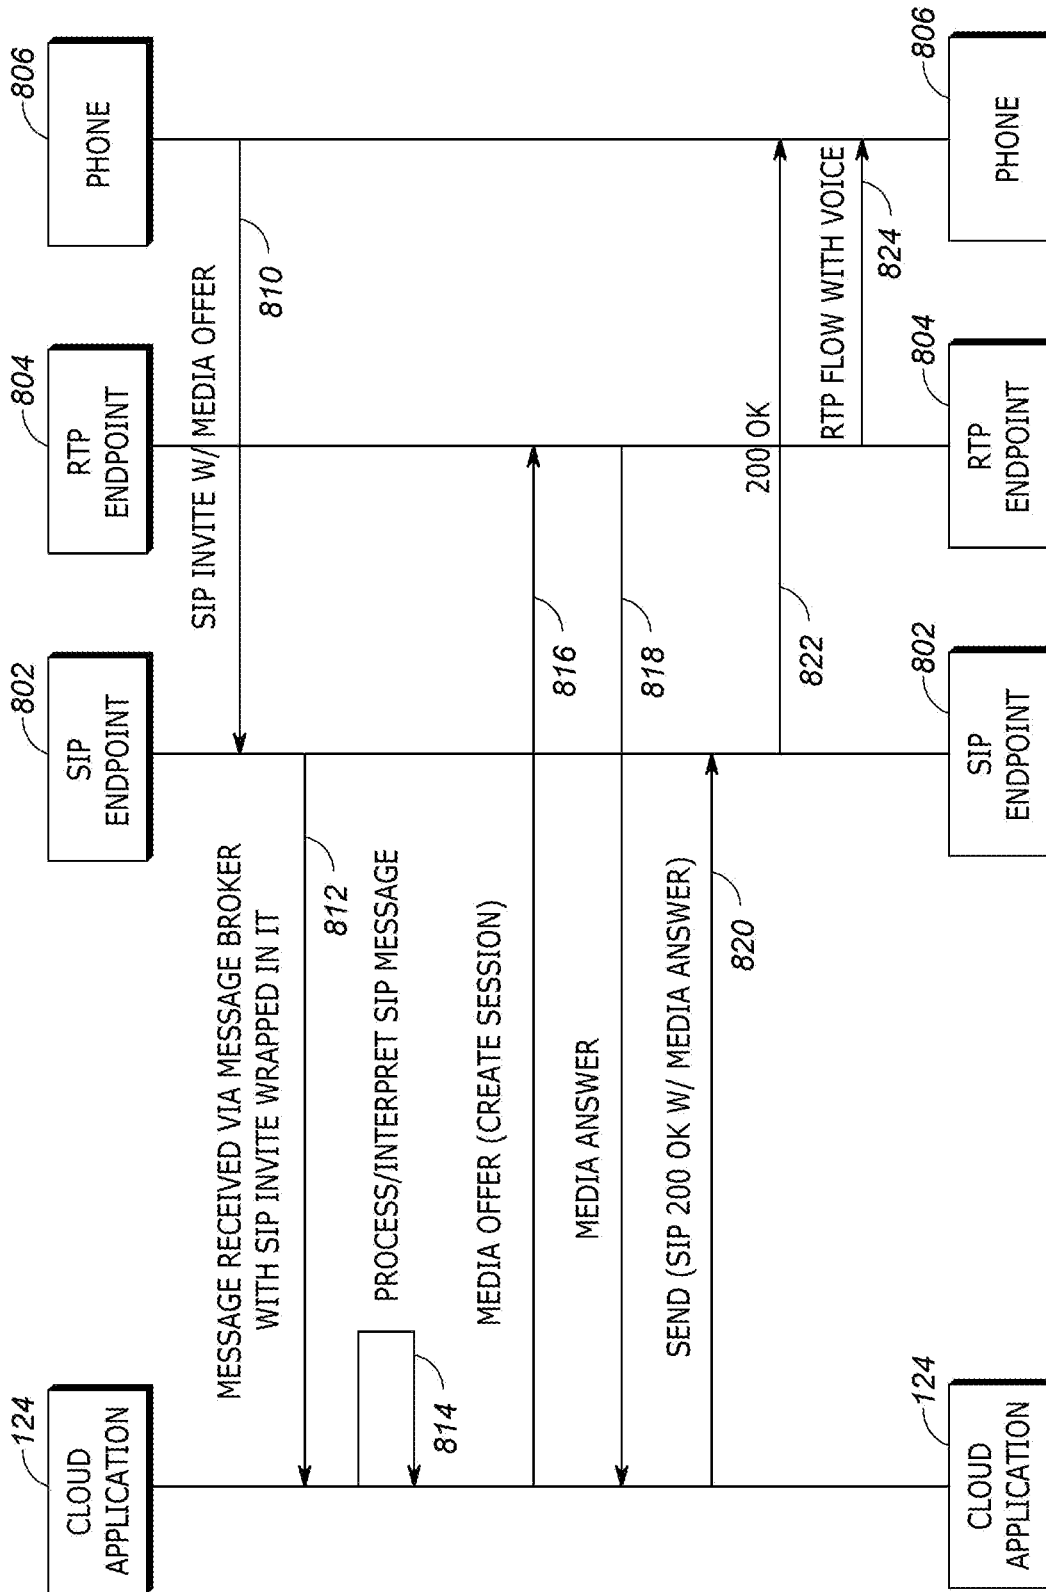 124
CLOUD
APPLICATION
802
SIP
ENDPOINT
804
RTP
ENDPOINT
806
PHONE
SIP INVITE W/ MEDIA OFFER
810
MESSAGE RECEIVED VIA MESSAGE BROKER
WITH SIP INVITE WRAPPED IN IT
812
PROCESS/INTERPRET SIP MESSAGE
814
MEDIA OFFER (CREATE SESSION)
816
MEDIA ANSWER
818
SEND (SIP 200 OK W/ MEDIA ANSWER)
820
200 OK
822
RTP FLOW WITH VOICE
824
124
CLOUD
APPLICATION
802
SIP
ENDPOINT
804
RTP
ENDPOINT
806
PHONE